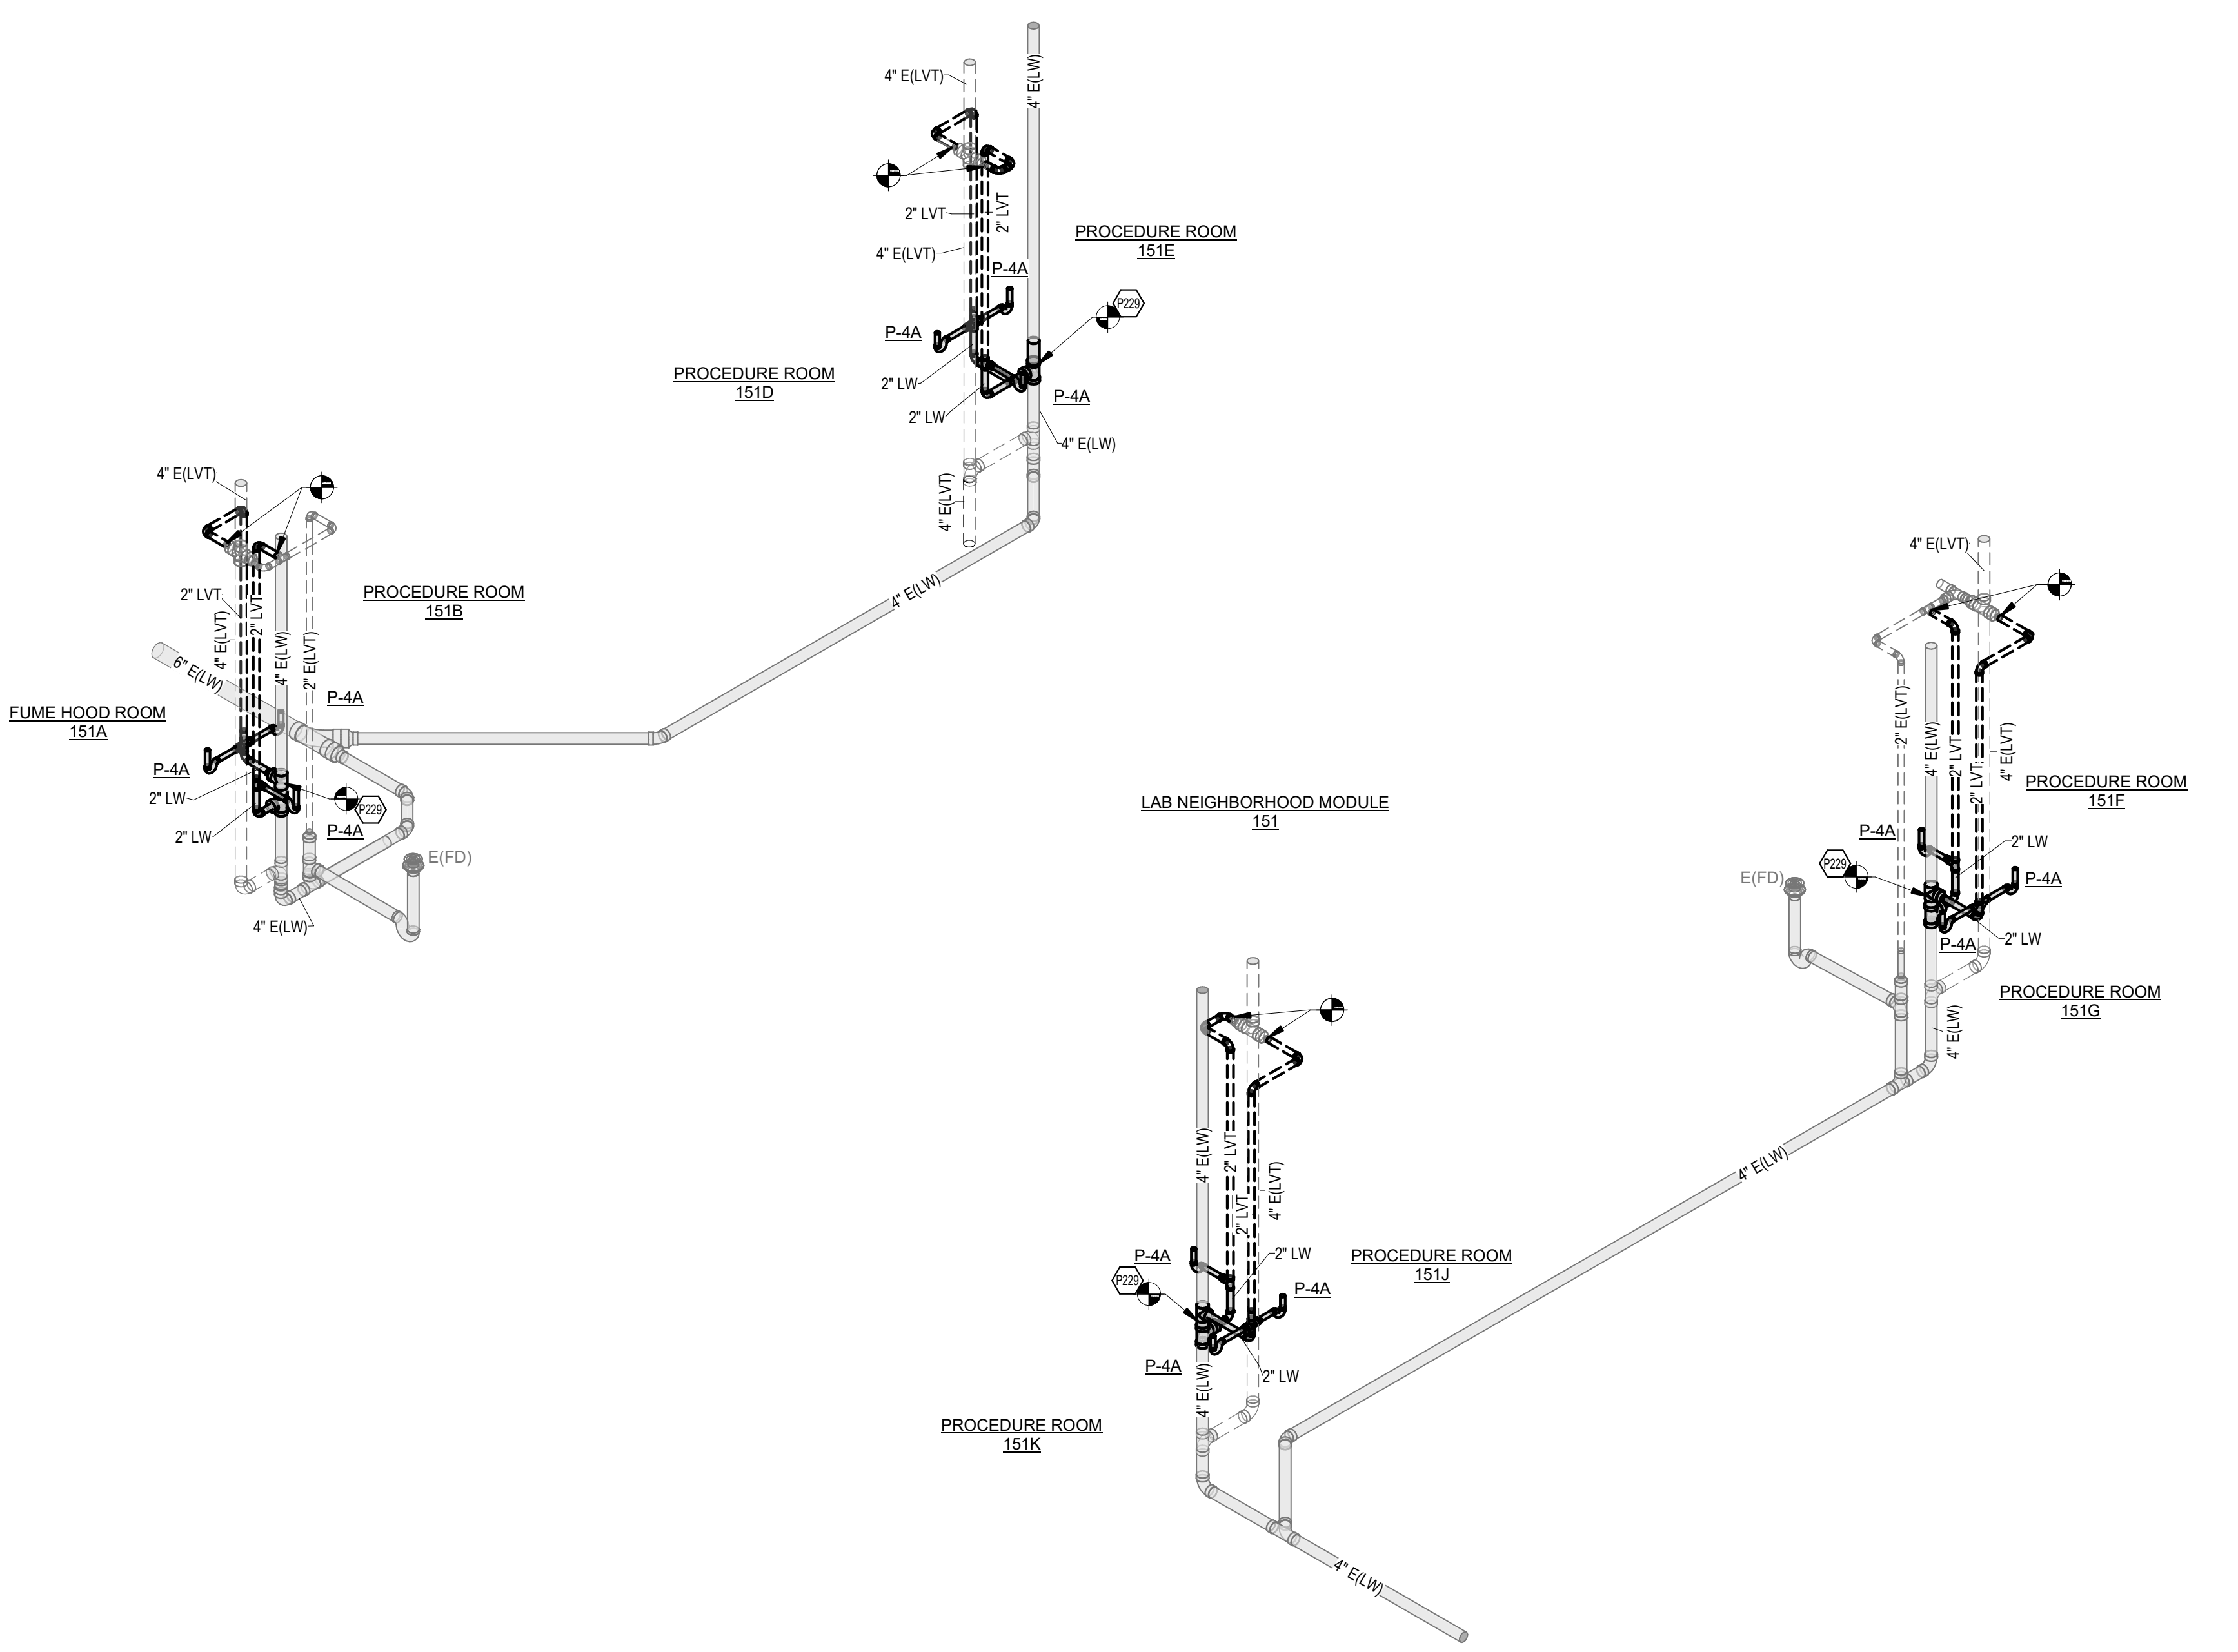 4" E(LW)
4" E(LVT)
2" LVT
2" LVT
4" E(LVT)
PROCEDURE ROOM
151E
P-4A
P229
P-4A
PROCEDURE ROOM
151D
2" LW
2" LW
P-4A
4" E(LW)
4" E(LVT)
4" E(LW)
4" E(LVT)
2" LVT
4" E(LVT)
2" LVT
4" E(LW)
2" E(LVT)
PROCEDURE ROOM
151B
6" E(LW)
P-4A
FUME HOOD ROOM
151A
P-4A
2" LW
P229
2" LW
P-4A
E(FD)
4" E(LW)
LAB NEIGHBORHOOD MODULE
151
4" E(LVT)
2" E(LVT)
4" E(LW)
2" LVT
2" LVT
4" E(LVT)
PROCEDURE ROOM
151F
P-4A
2" LW
P229
P-4A
E(FD)
P-4A
2" LW
PROCEDURE ROOM
151G
4" E(LW)
4" E(LW)
4" E(LW)
2" LVT
2" LVT
4" E(LVT)
P-4A
2" LW
PROCEDURE ROOM
151J
P229
P-4A
P-4A
2" LW
4" E(LW)
PROCEDURE ROOM
151K
4" E(LW)